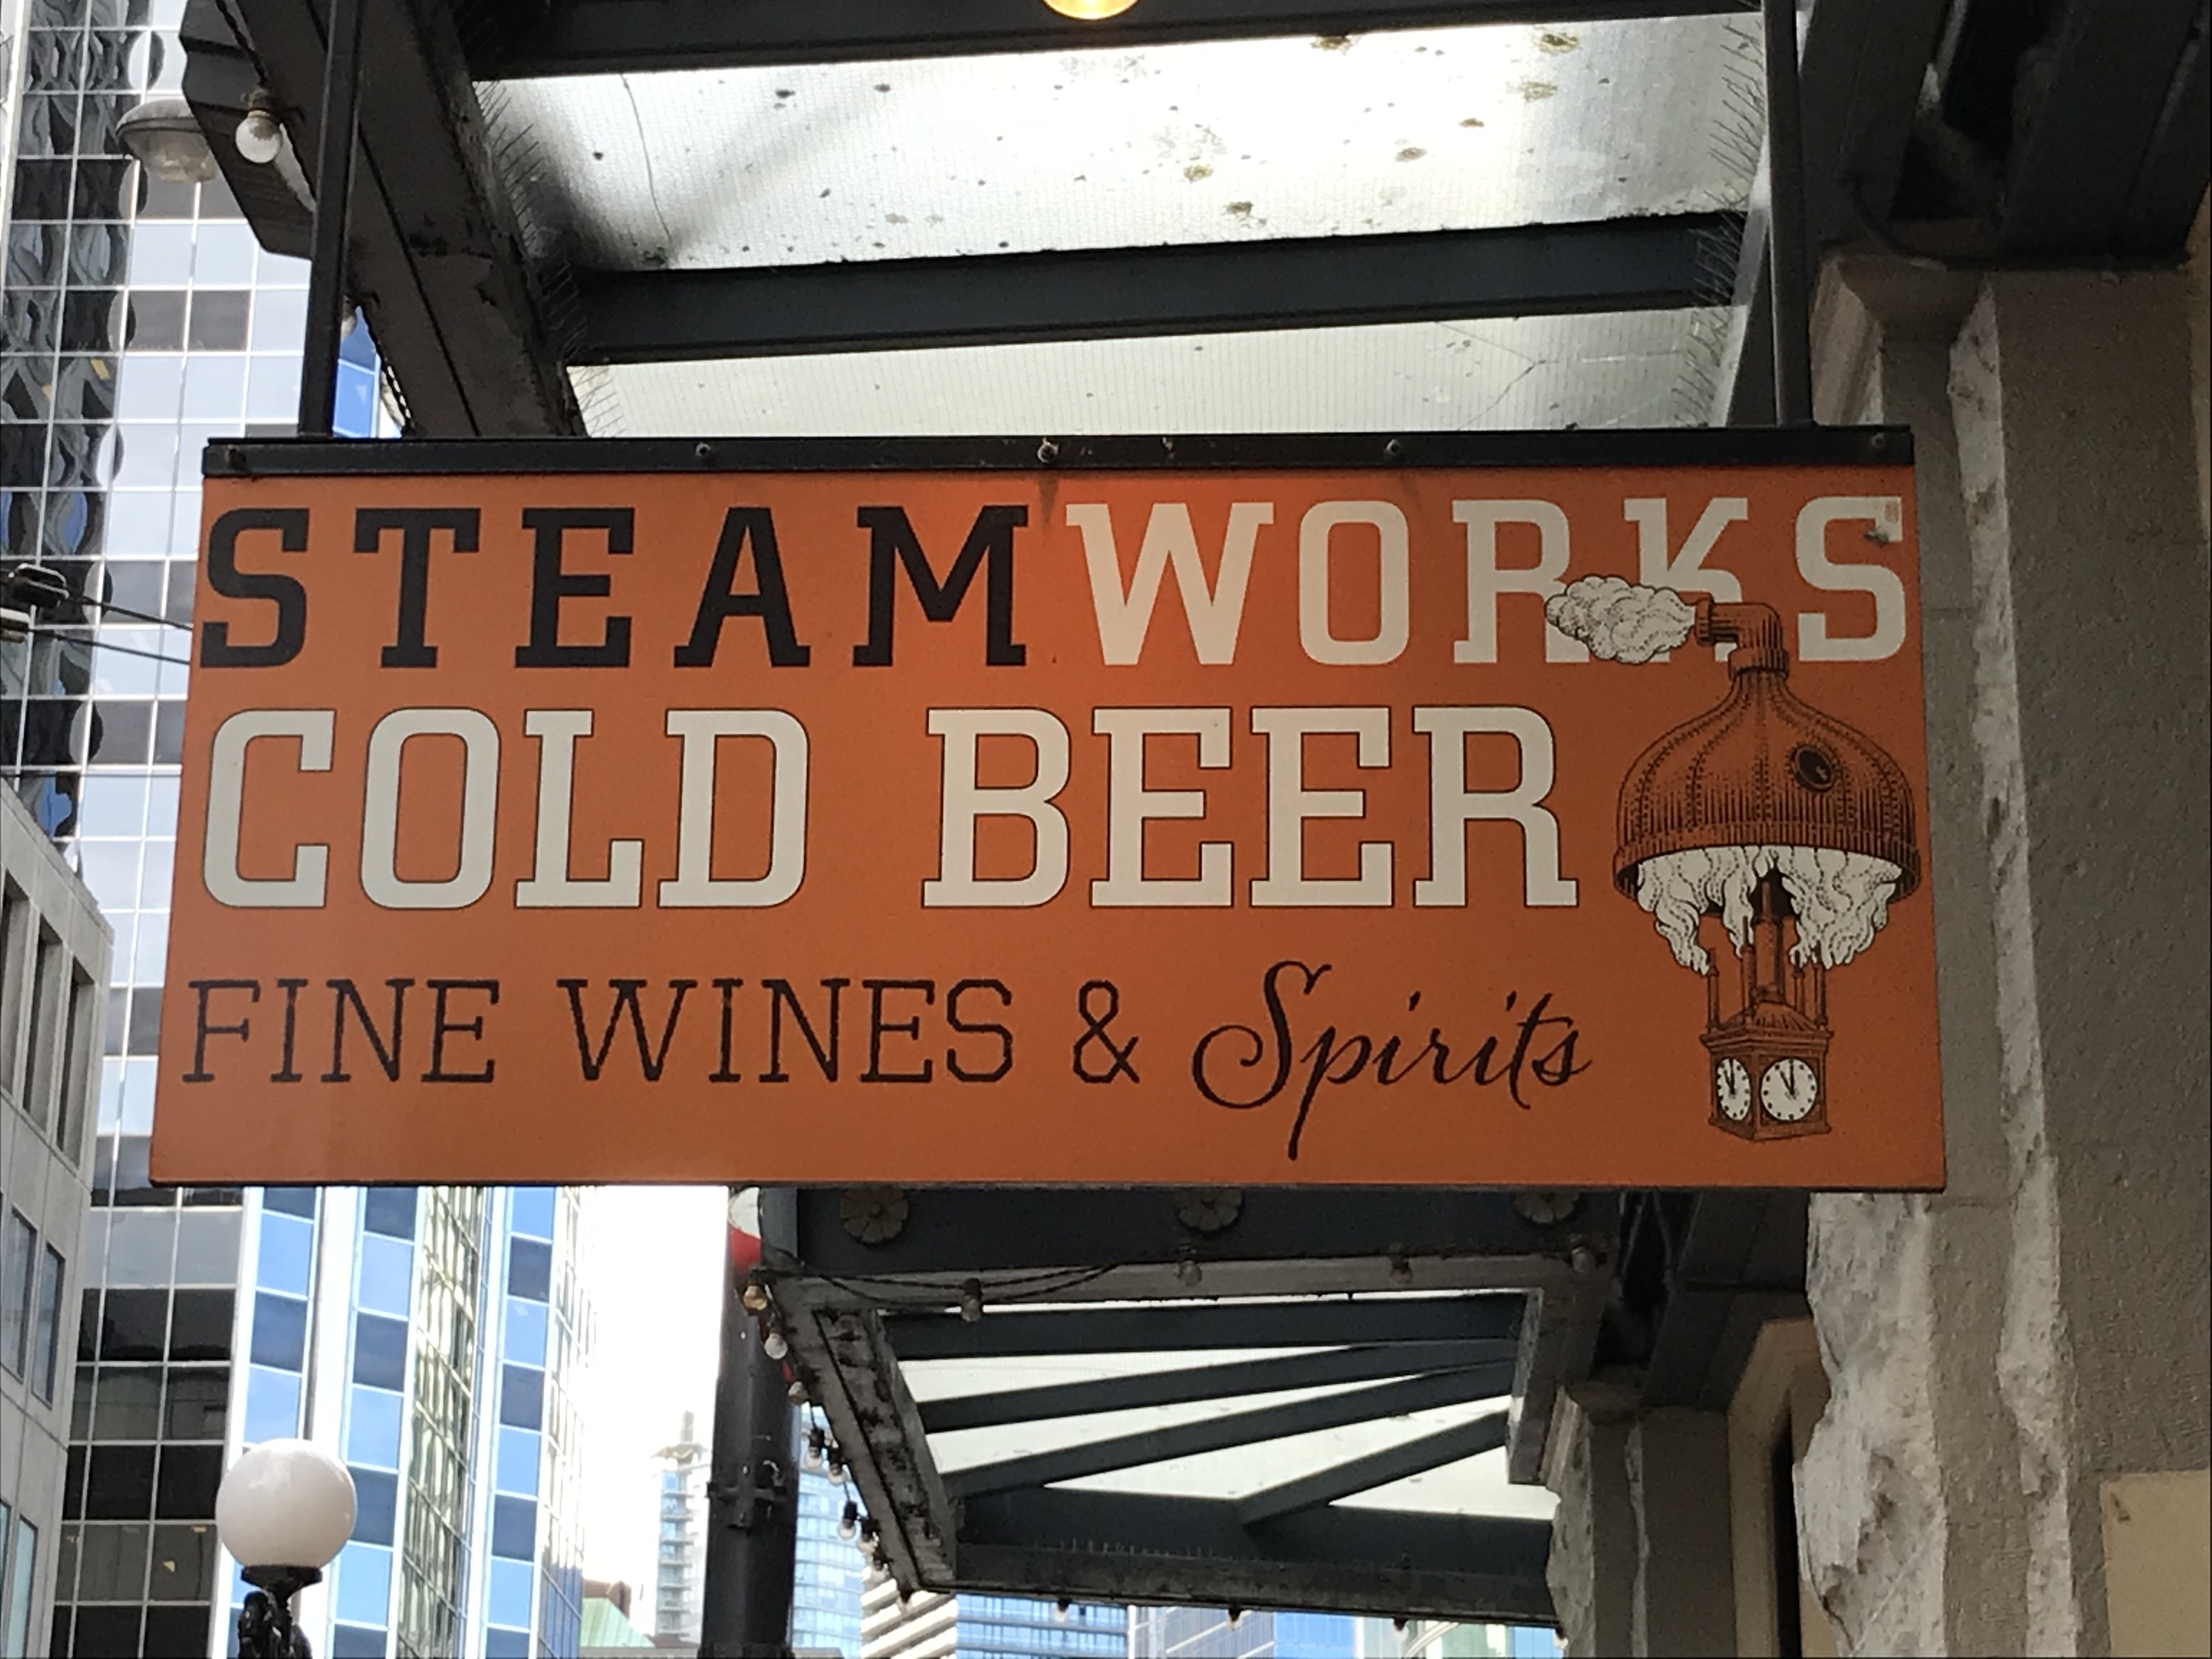 STEAMWORKS
COLD BEER
FINE WINES & Spirits